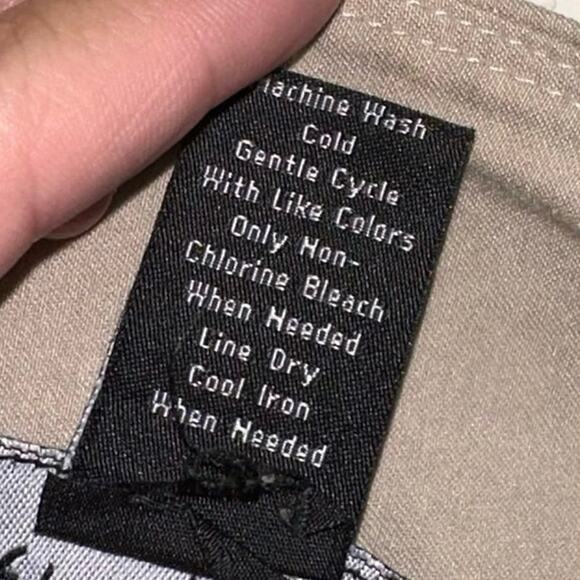 Machine Wash
Cold
Gentle Cycle
With Like Colors
Only Non-
Chlorine Bleach
When Needed
Line Dry
Cool Iron
When Needed